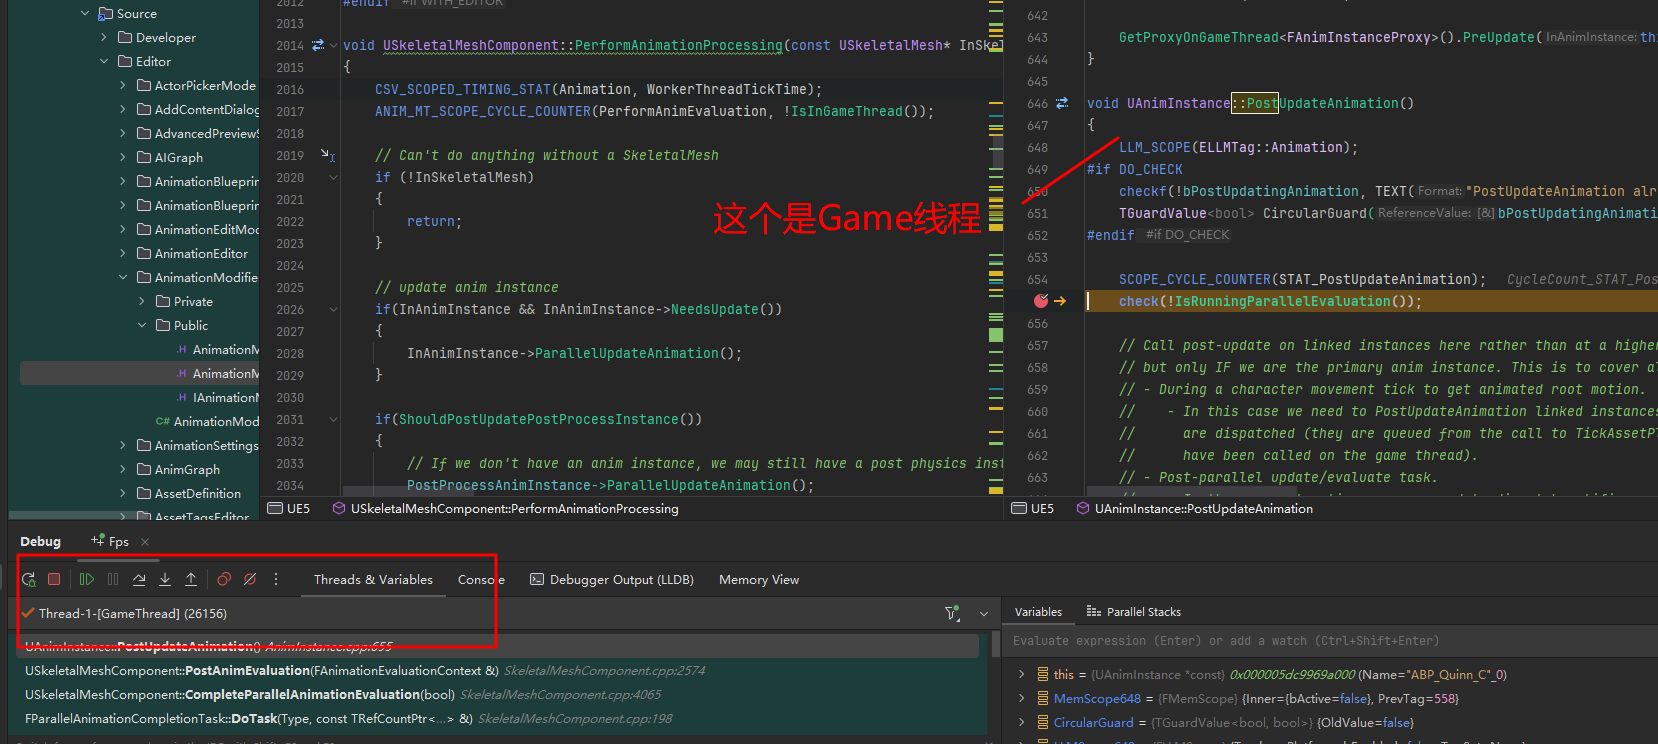 Source
Developer
Editor
ActorPickerMode
AddContentDialog
AdvancedPreviewS
AIGraph
AnimationBlueprin
AnimationBlueprin
AnimationEditMod
AnimationEditor
AnimationModifie
Private
Public
.H AnimationM
.H AnimationM
.H IAnimationM
C# AnimationMod
AnimationSettings
AnimGraph
AssetDefinition
AssetTagsEditor
2012 #endif #if WITH_EDITOR
2013
2014 void USkeletalMeshComponent::PerformAnimationProcessing(const USkeletalMesh* InSkel
2015 {
2016 CSV_SCOPED_TIMING_STAT(Animation, WorkerThreadTickTime);
2017 ANIM_MT_SCOPE_CYCLE_COUNTER(PerformAnimEvaluation, !IsInGameThread());
2018
2019 // Can't do anything without a SkeletalMesh
2020 if (!InSkeletalMesh)
2021 {
2022 return;
2023 }
2024
2025 // update anim instance
2026 if(InAnimInstance && InAnimInstance->NeedsUpdate())
2027 {
2028 InAnimInstance->ParallelUpdateAnimation();
2029 }
2030
2031 if(ShouldPostUpdatePostProcessInstance())
2032 {
2033 // If we don't have an anim instance, we may still have a post physics inst
2034 PostProcessAnimInstance->ParallelUpdateAnimation();
UE5 USkeletalMeshComponent::PerformAnimationProcessing
这个是Game线程
642
643 GetProxyOnGameThread<FAnimInstanceProxy>().PreUpdate( InAnimInstance: thi
644 }
645
646 void UAnimInstance::PostUpdateAnimation()
647 {
648 LLM_SCOPE(ELLMTag::Animation);
649 #if DO_CHECK
650 checkf(!bPostUpdatingAnimation, TEXT( Format: "PostUpdateAnimation alr
651 TGuardValue<bool> CircularGuard( ReferenceValue: [&] bPostUpdatingAnimati
652 #endif #if DO_CHECK
653
654 SCOPE_CYCLE_COUNTER(STAT_PostUpdateAnimation); CycleCount_STAT_Pos
check(!IsRunningParallelEvaluation());
656
657 // Call post-update on linked instances here rather than at a higher
658 // but only IF we are the primary anim instance. This is to cover al
659 // - During a character movement tick to get animated root motion.
660 // - In this case we need to PostUpdateAnimation linked instances
661 // are dispatched (they are queued from the call to TickAssetPl
662 // have been called on the game thread).
663 // - Post-parallel update/evaluate task.
UE5 UAnimInstance::PostUpdateAnimation
Debug Fps
Threads & Variables Console Debugger Output (LLDB) Memory View
Thread-1-[GameThread] (26156)
UAnimInstance::PostUpdateAnimation() AnimInstance.cpp:655
USkeletalMeshComponent::PostAnimEvaluation(FAnimationEvaluationContext &) SkeletalMeshComponent.cpp:2574
USkeletalMeshComponent::CompleteParallelAnimationEvaluation(bool) SkeletalMeshComponent.cpp:4065
FParallelAnimationCompletionTask::DoTask(Type, const TRefCountPtr<...> &) SkeletalMeshComponent.cpp:198
Variables Parallel Stacks
Evaluate expression (Enter) or add a watch (Ctrl+Shift+Enter)
this = {UAnimInstance *const} 0x000005dc9969a000 (Name="ABP_Quinn_C"_0)
MemScope648 = {FMemScope} {Inner={bActive=false}, PrevTag=558}
CircularGuard = {TGuardValue<bool, bool>} {OldValue=false}